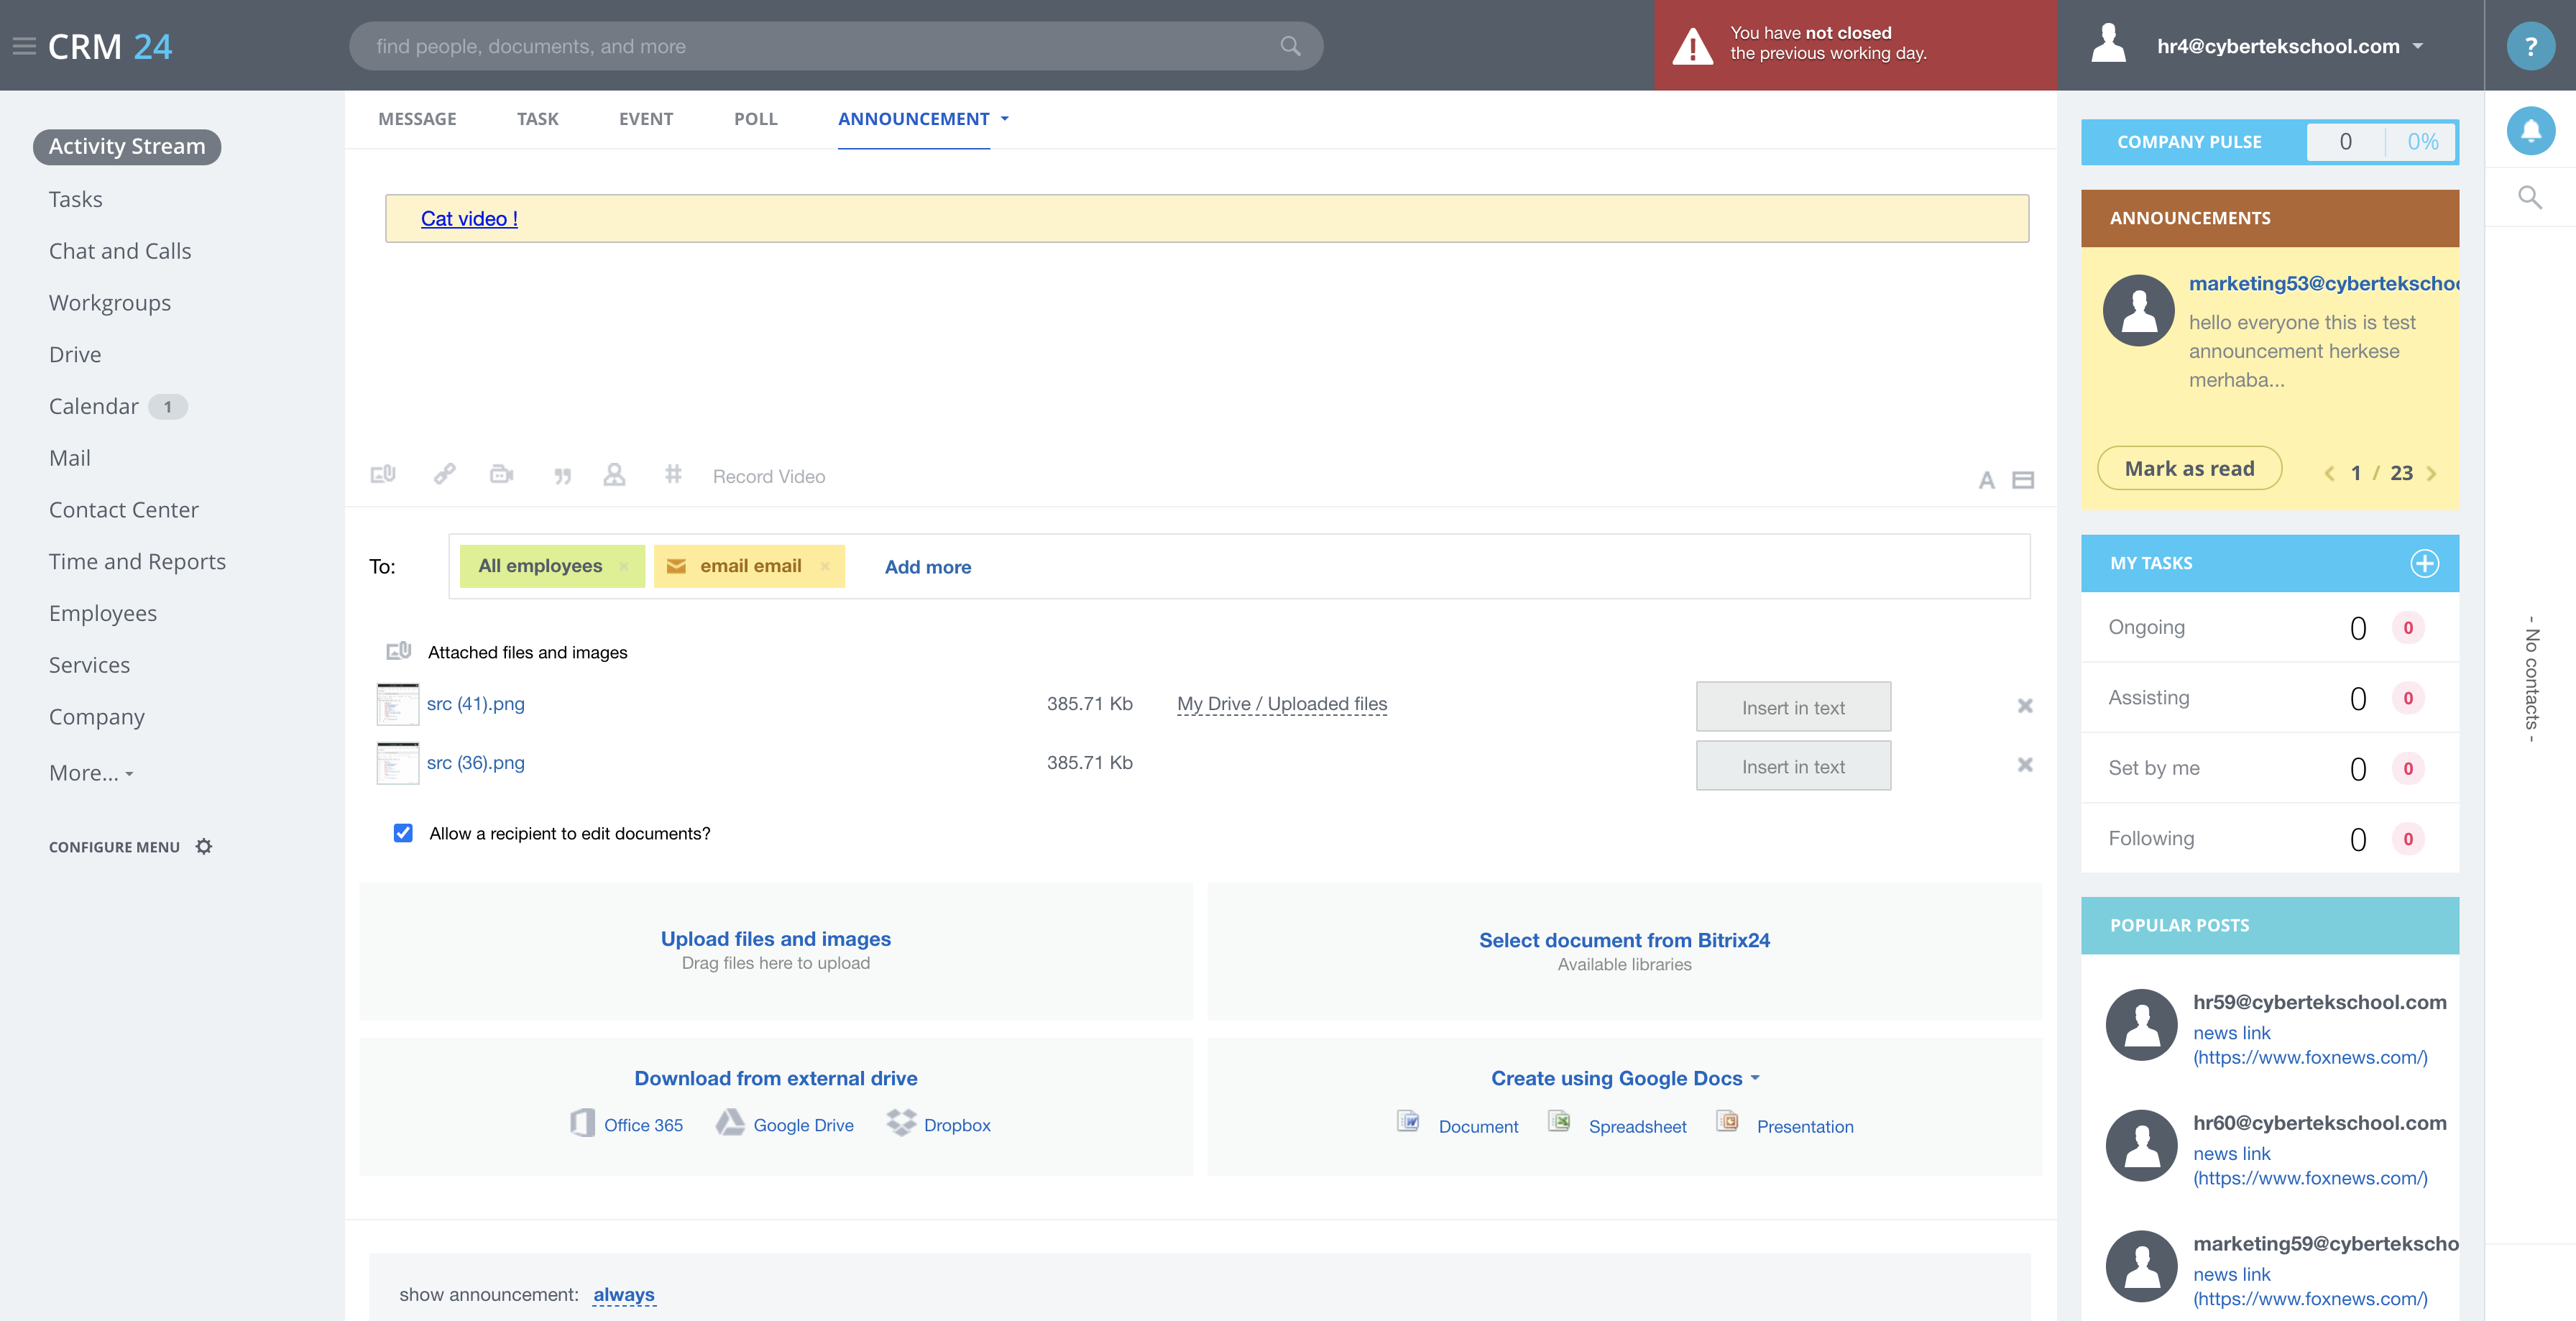 CRM 24
find people, documents, and more
You have not closed
the previous working day.
hr4@cybertekschool.com
?
Activity Stream
Tasks
Chat and Calls
Workgroups
Drive
Calendar 1
Mail
Contact Center
Time and Reports
Employees
Services
Company
More...
CONFIGURE MENU
MESSAGE TASK EVENT POLL ANNOUNCEMENT
Cat video !
Record Video
A
To: All employees email email Add more
Attached files and images
src (41).png 385.71 Kb My Drive / Uploaded files Insert in text
src (36).png 385.71 Kb Insert in text
Allow a recipient to edit documents?
Upload files and images
Drag files here to upload
Select document from Bitrix24
Available libraries
Download from external drive
Office 365 Google Drive Dropbox
Create using Google Docs
Document Spreadsheet Presentation
show announcement: always
COMPANY PULSE 0 0%
ANNOUNCEMENTS
marketing53@cybertekschoo
hello everyone this is test
announcement herkese
merhaba...
Mark as read 1 / 23
MY TASKS
Ongoing 0 0
Assisting 0 0
Set by me 0 0
Following 0 0
POPULAR POSTS
hr59@cybertekschool.com
news link
(https://www.foxnews.com/)
hr60@cybertekschool.com
news link
(https://www.foxnews.com/)
marketing59@cybertekscho
news link
(https://www.foxnews.com/)
- No contacts -